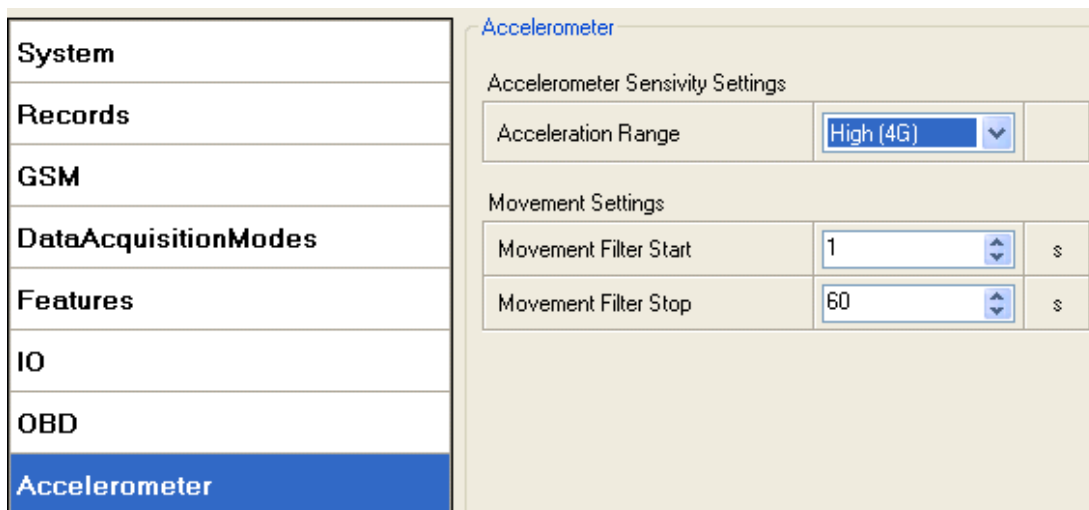 System
Records
GSM
DataAcquisitionModes
Features
IO
OBD
Accelerometer
Accelerometer
Accelerometer Sensivity Settings
Acceleration Range High (4G)
Movement Settings
Movement Filter Start 1 s
Movement Filter Stop 60 s